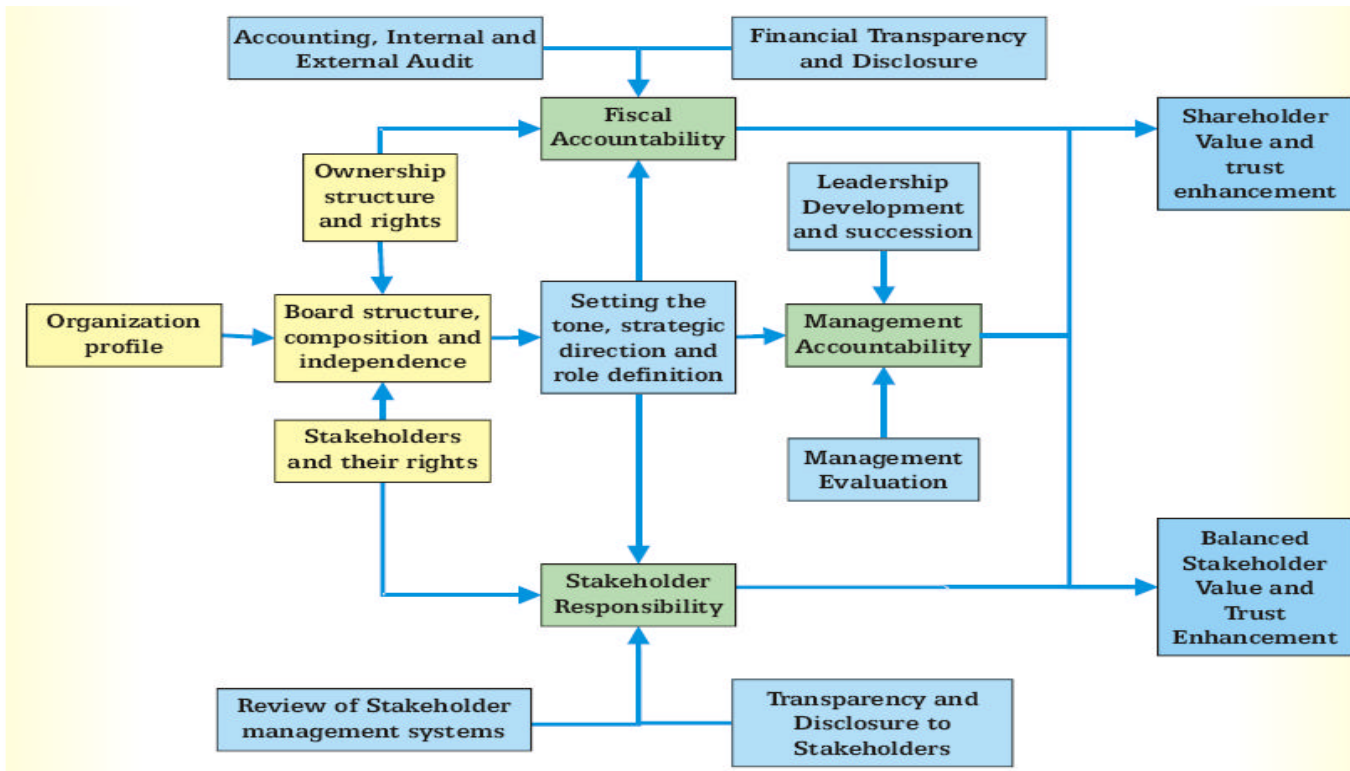 Accounting, Internal and
External Audit
Financial Transparency
and Disclosure
Fiscal
Accountability
Shareholder
Value and
trust
enhancement
Ownership
structure
and rights
Leadership
Development
and succession
Organization
profile
Board structure,
composition and
independence
Setting the
tone, strategic
direction and
role definition
Management
Accountability
Stakeholders
and their rights
Management
Evaluation
Stakeholder
Responsibility
Balanced
Stakeholder
Value and
Trust
Enhancement
Review of Stakeholder
management systems
Transparency and
Disclosure to
Stakeholders